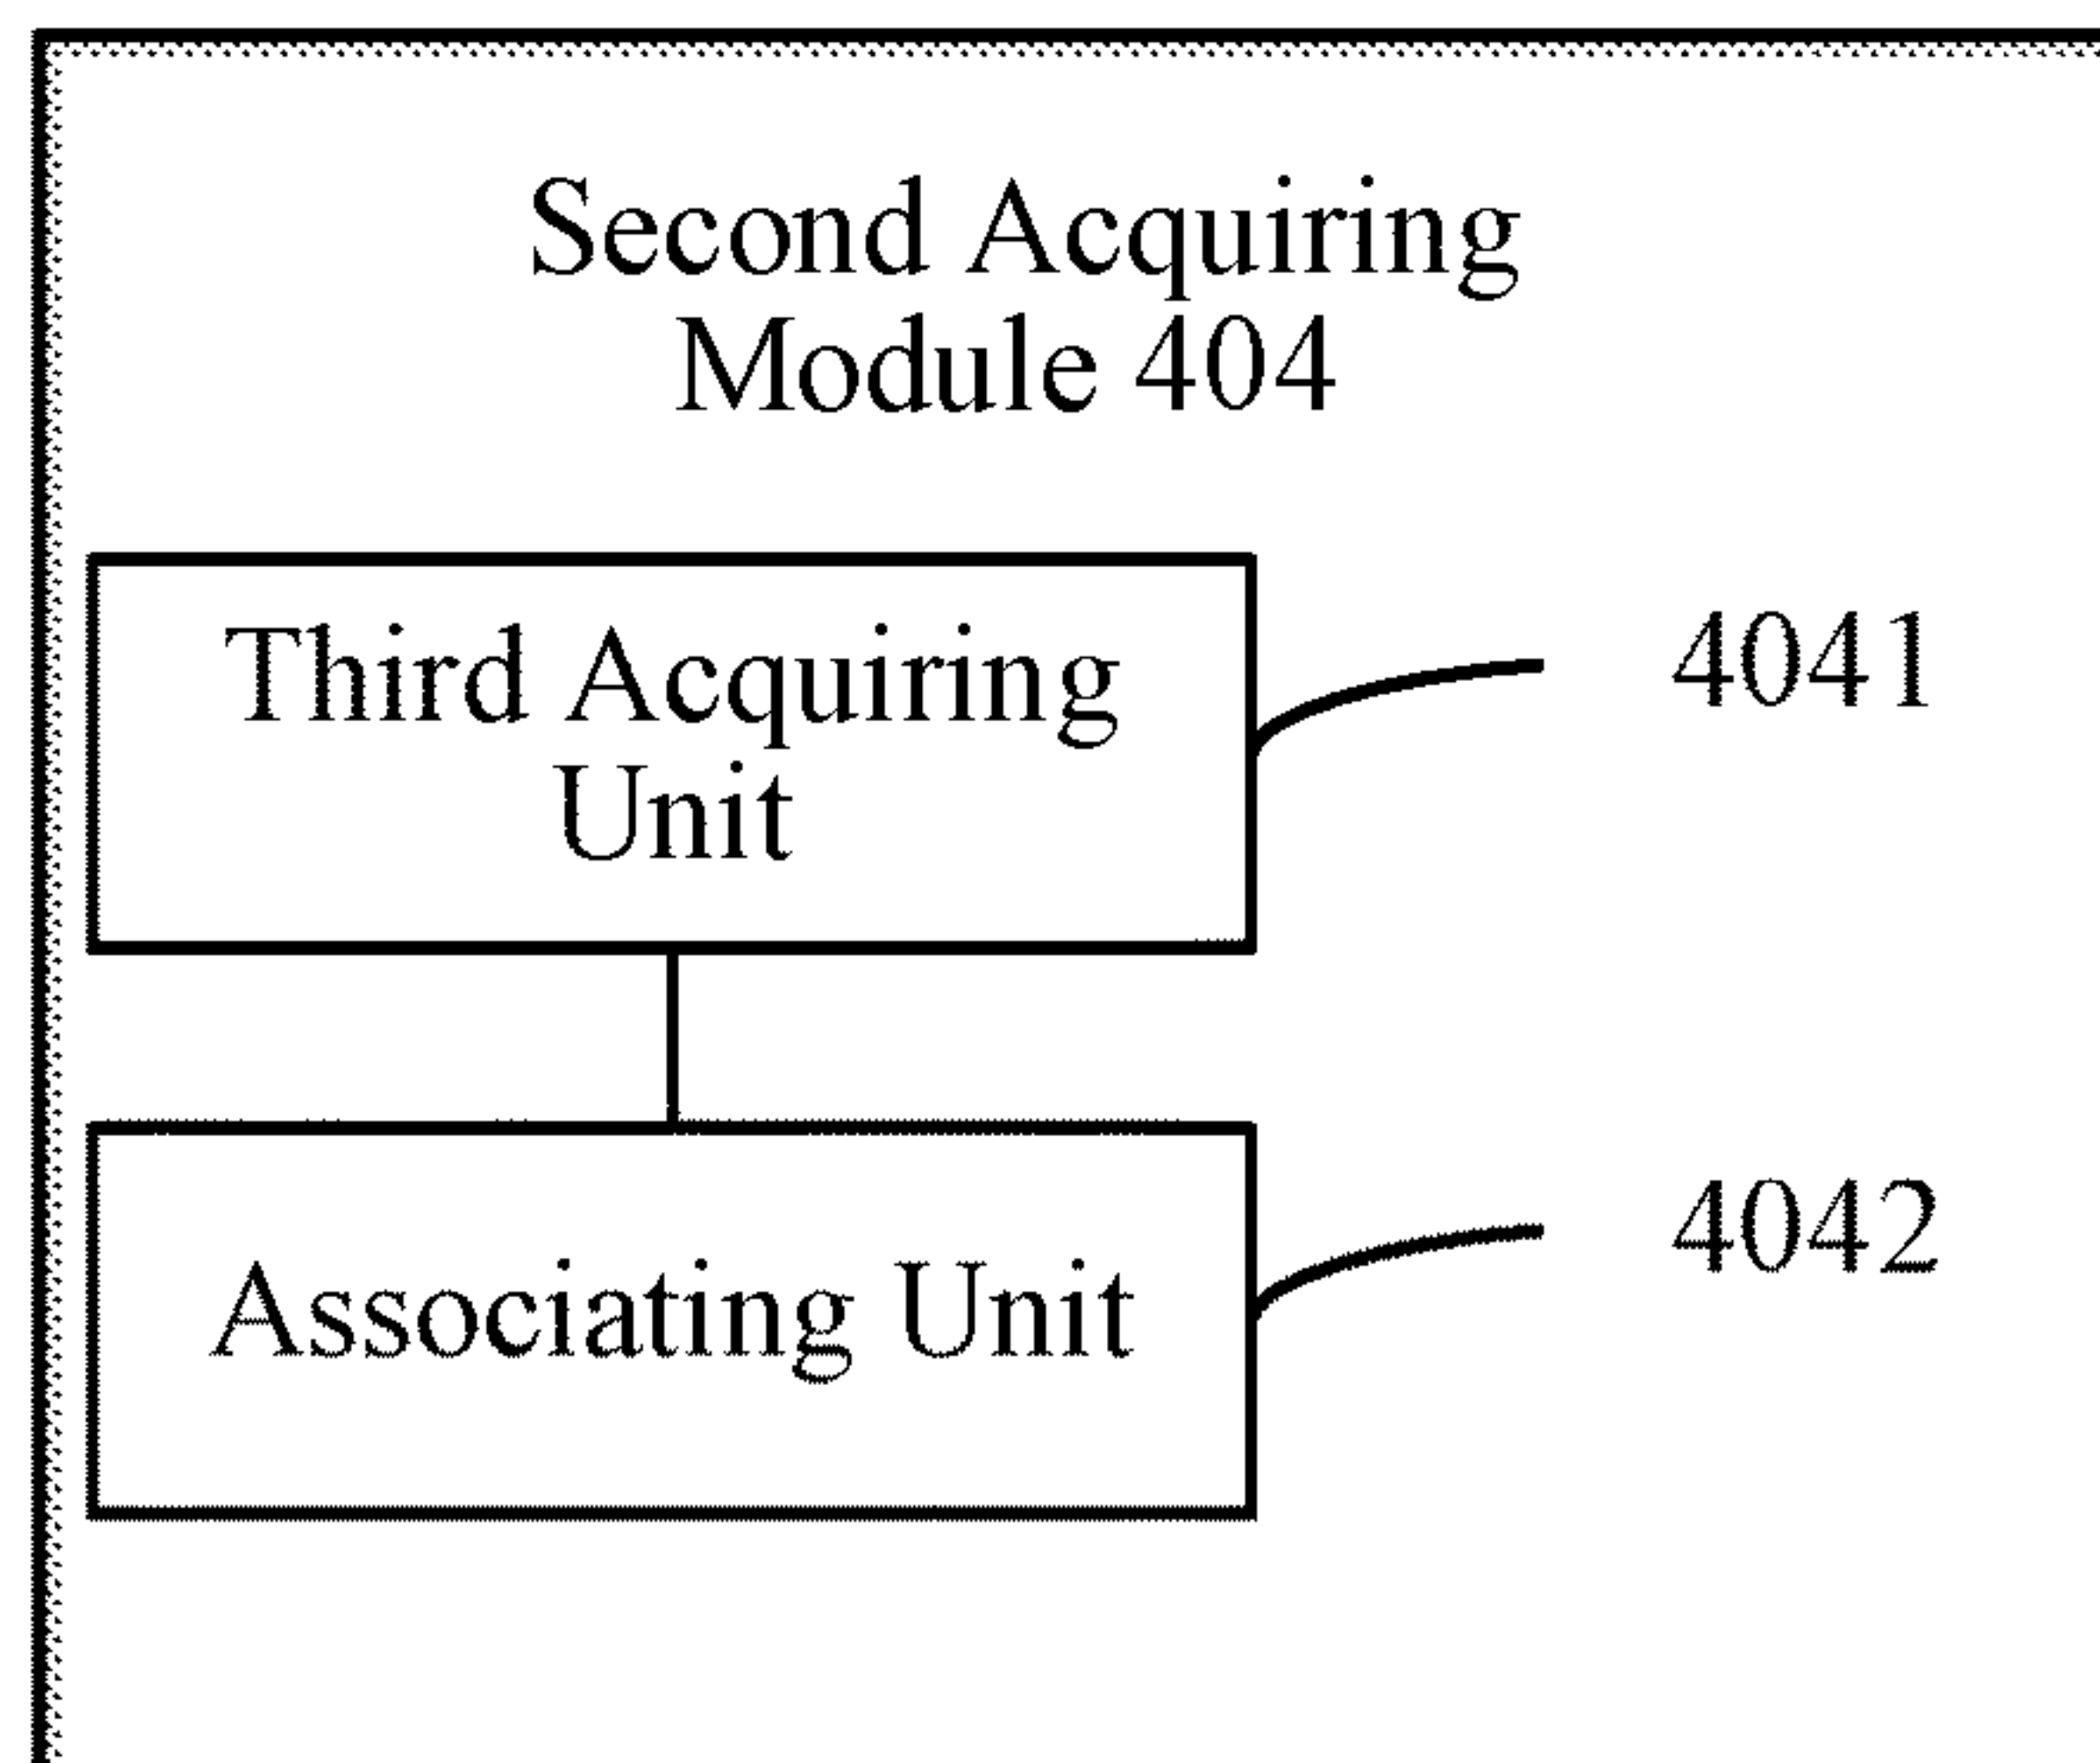 Second Acquiring
Module 404
Third Acquiring
Unit
4041
Associating Unit
4042